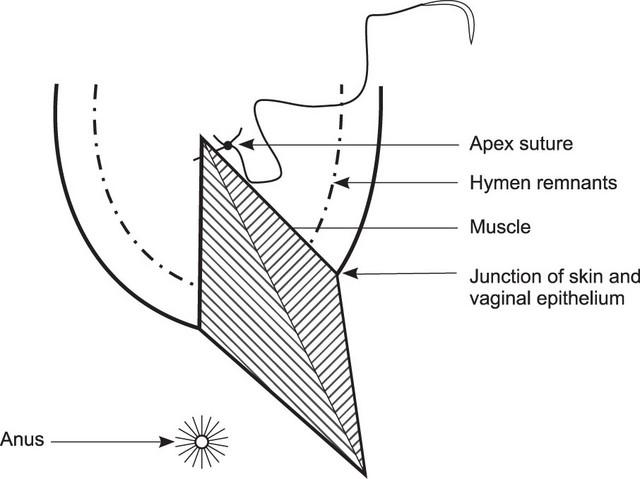 Apex suture
Hymen remnants
Muscle
Junction of skin and
vaginal epithelium
Anus